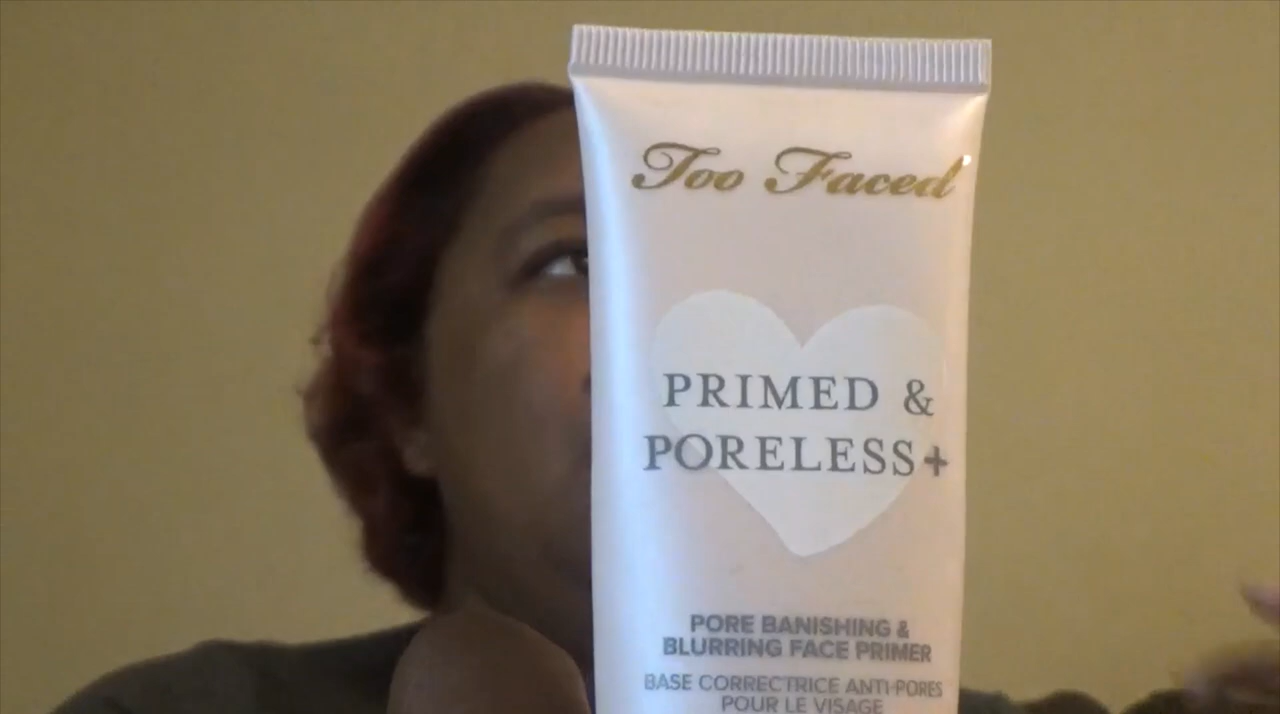 Too Faced
PRIMED &
PORELESS+
PORE BANISHING &
BLURRING FACE PRIMER
BASE CORRECTRICE ANTI-PORES
POUR LE VISAGE